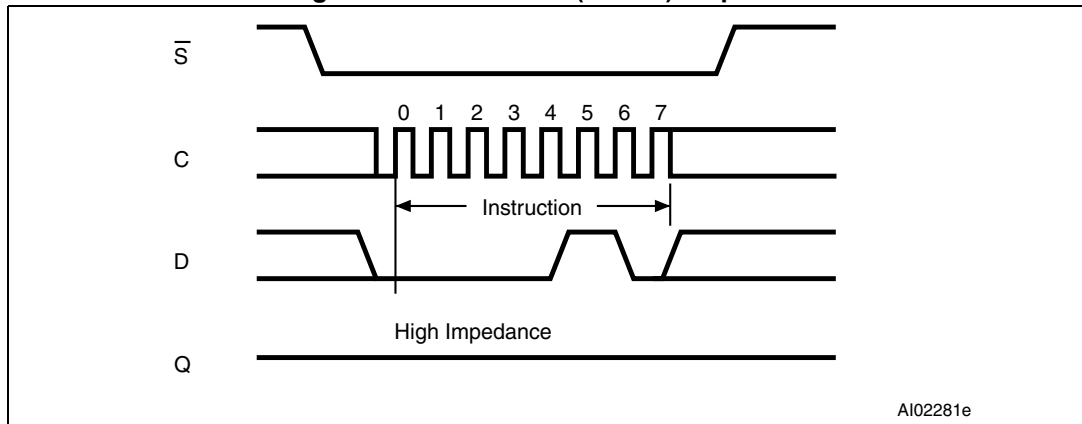 S̅
0 1 2 3 4 5 6 7
C
Instruction
D
High Impedance
Q
AI02281e